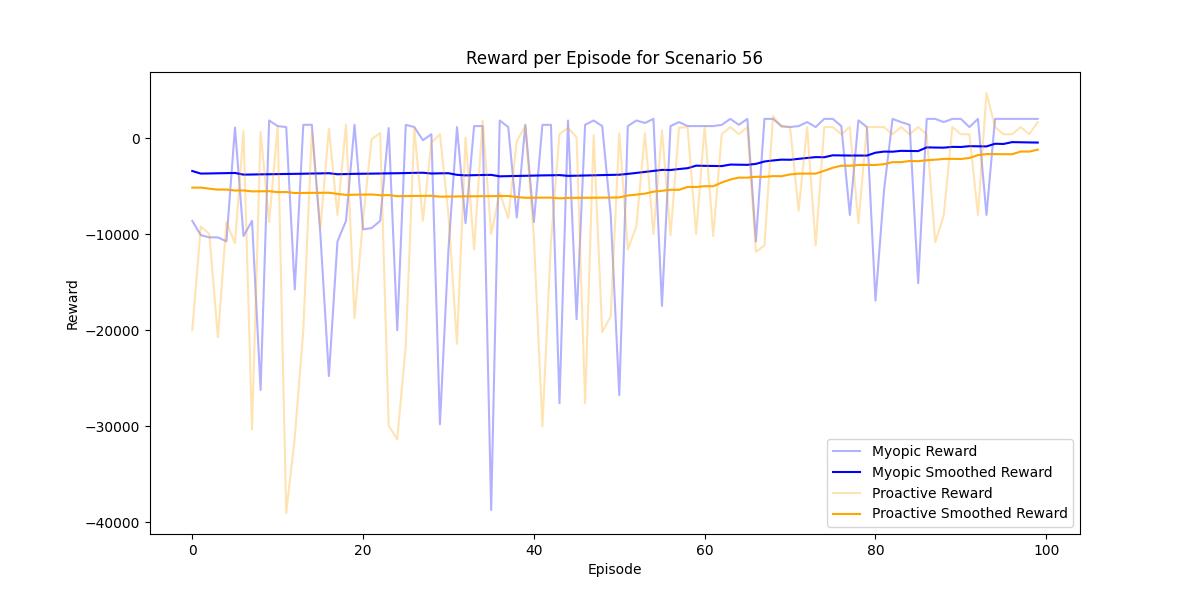 Reward per Episode for Scenario 56
Reward
0
−10000
−20000
−30000
−40000
0
20
40
60
80
100
Episode
Myopic Reward
Myopic Smoothed Reward
Proactive Reward
Proactive Smoothed Reward